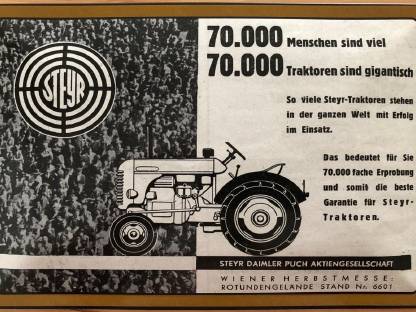 STEYR
70.000 Menschen sind viel
70.000 Traktoren sind gigantisch
So viele Steyr-Traktoren stehen
in der ganzen Welt mit Erfolg
im Einsatz.
Das bedeutet für Sie
70.000 fache Erprobung
und somit die beste
Garantie für Steyr-
Traktoren.
STEYR DAIMLER PUCH AKTIENGESELLSCHAFT
WIENER HERBSTMESSE:
ROTUNDENGELÄNDE STAND Nr. 6601